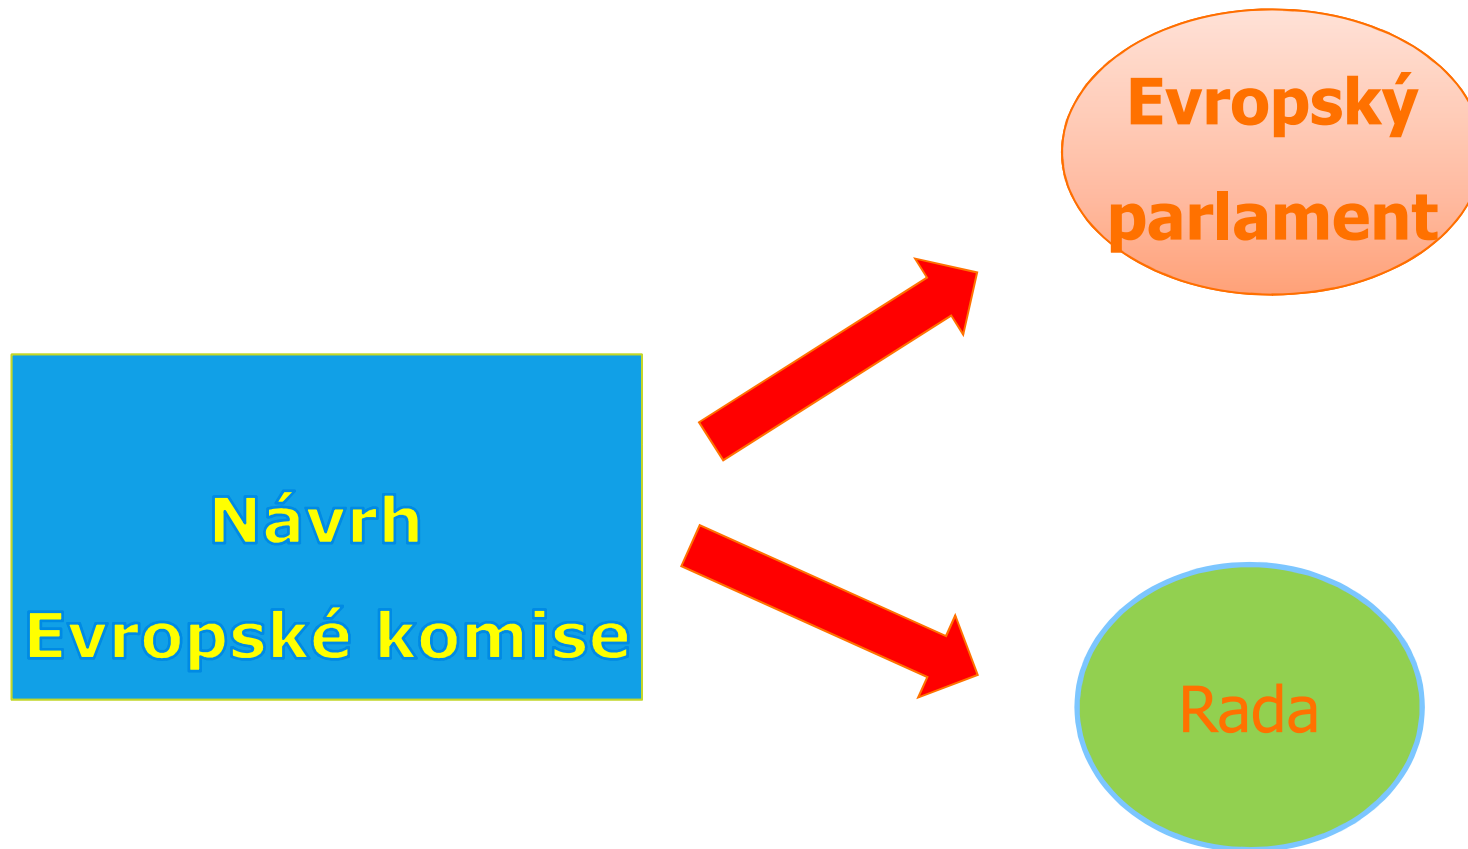 Evropský
parlament
Návrh
Evropské komise
Rada